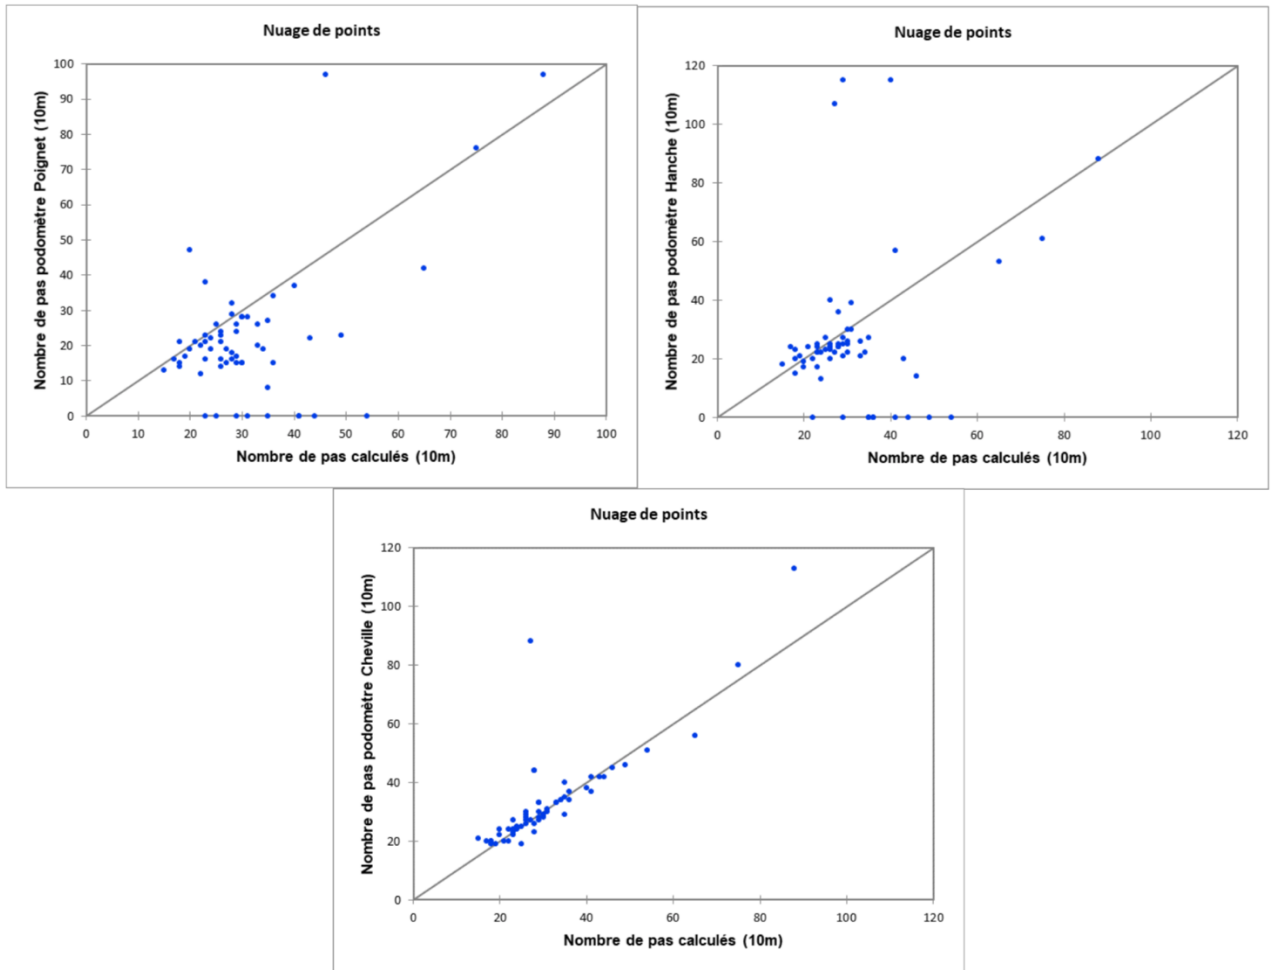 Nuage de points
100
90
80
70
60
50
40
30
20
10
0
Nombre de pas podomètre Poignet (10m)
0 10 20 30 40 50 60 70 80 90 100
Nombre de pas calculés (10m)
Nuage de points
120
100
80
60
40
20
0
Nombre de pas podomètre Hanche (10m)
0 20 40 60 80 100 120
Nombre de pas calculés (10m)
Nuage de points
120
100
80
60
40
20
0
Nombre de pas podomètre Cheville (10m)
0 20 40 60 80 100 120
Nombre de pas calculés (10m)